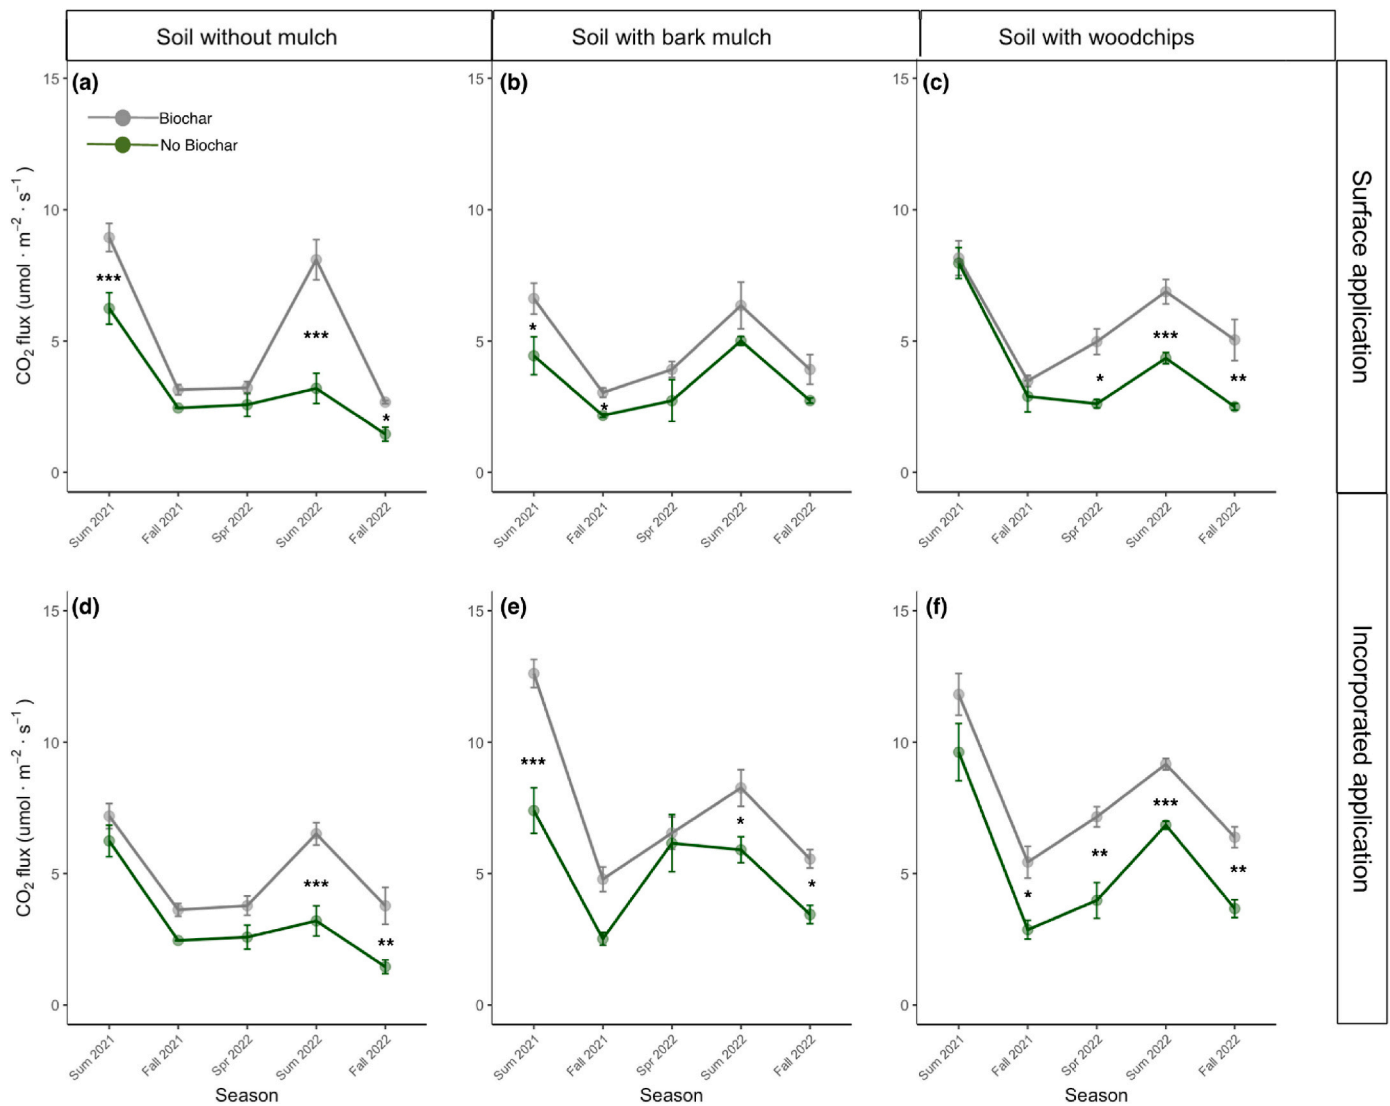 Soil without mulch
Soil with bark mulch
Soil with woodchips
(a)
(b)
(c)
15
15
15
Biochar
No Biochar
Surface application
CO₂ flux (umol · m⁻² · s⁻¹ )
10
10
10
***
*
***
*
***
5
5
5
*
**
*
*
0
0
0
Sum 2021
Fall 2021
Spr 2022
Sum 2022
Fall 2022
Sum 2021
Fall 2021
Spr 2022
Sum 2022
Fall 2022
Sum 2021
Fall 2021
Spr 2022
Sum 2022
Fall 2022
(d)
(e)
(f)
15
15
15
Incorporated application
CO₂ flux (umol · m⁻² · s⁻¹ )
10
10
10
***
***
*
**
5
5
5
***
*
**
*
**
0
0
0
Sum 2021
Fall 2021
Spr 2022
Sum 2022
Fall 2022
Sum 2021
Fall 2021
Spr 2022
Sum 2022
Fall 2022
Sum 2021
Fall 2021
Spr 2022
Sum 2022
Fall 2022
Season
Season
Season